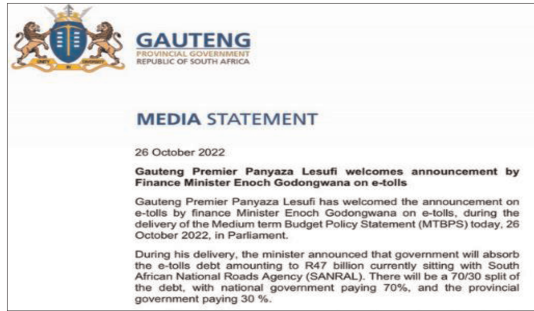 GAUTENG
PROVINCIAL GOVERNMENT
REPUBLIC OF SOUTH AFRICA
MEDIA STATEMENT
26 October 2022
Gauteng Premier Panyaza Lesufi welcomes announcement by
Finance Minister Enoch Godongwana on e-tolls
Gauteng Premier Panyaza Lesufi has welcomed the announcement on
e-tolls by finance Minister Enoch Godongwana on e-tolls, during the
delivery of the Medium term Budget Policy Statement (MTBPS) today, 26
October 2022, in Parliament.
During his delivery, the minister announced that government will absorb
the e-tolls debt amounting to R47 billion currently sitting with South
African National Roads Agency (SANRAL). There will be a 70/30 split of
the debt, with national government paying 70%, and the provincial
government paying 30 %.